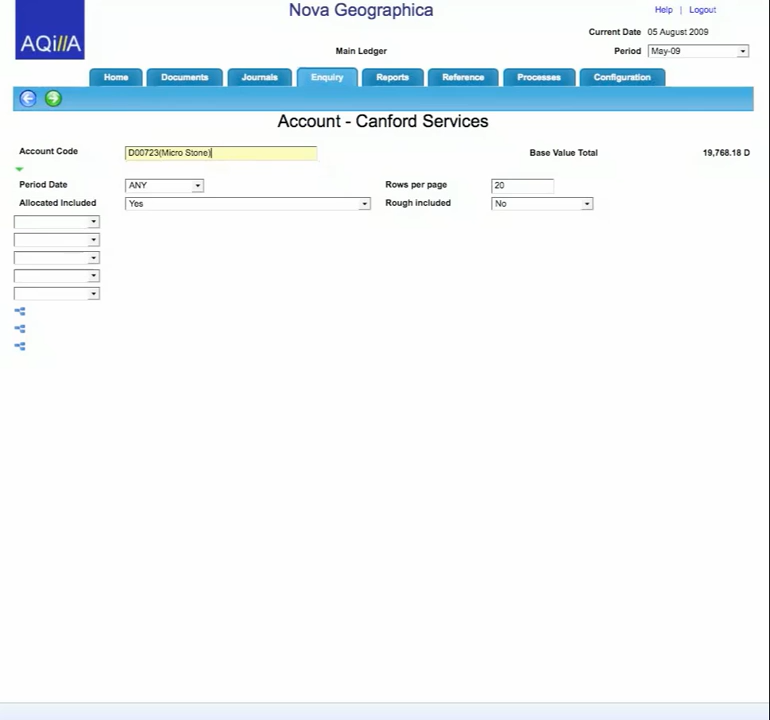 Nova Geographica
Help | Logout
AQillA
Current Date 05 August 2009
Main Ledger
Period May-09
Home Documents Journals Enquiry Reports Reference Processes Configuration
Account - Canford Services
Account Code D00723(Micro Stone) Base Value Total 19,768.18 D
Period Date ANY Rows per page 20
Allocated Included Yes Rough included No